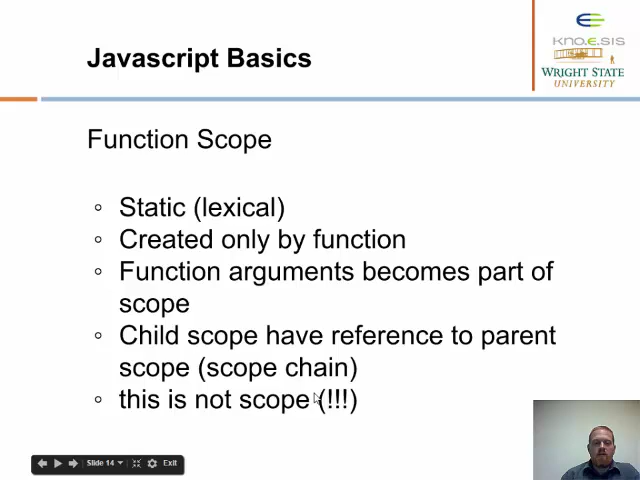 Javascript Basics
KNO.E.SIS
WRIGHT STATE
UNIVERSITY
Function Scope
◦ Static (lexical)
◦ Created only by function
◦ Function arguments becomes part of
scope
◦ Child scope have reference to parent
scope (scope chain)
◦ this is not scope (!!!)
Slide 14
Exit